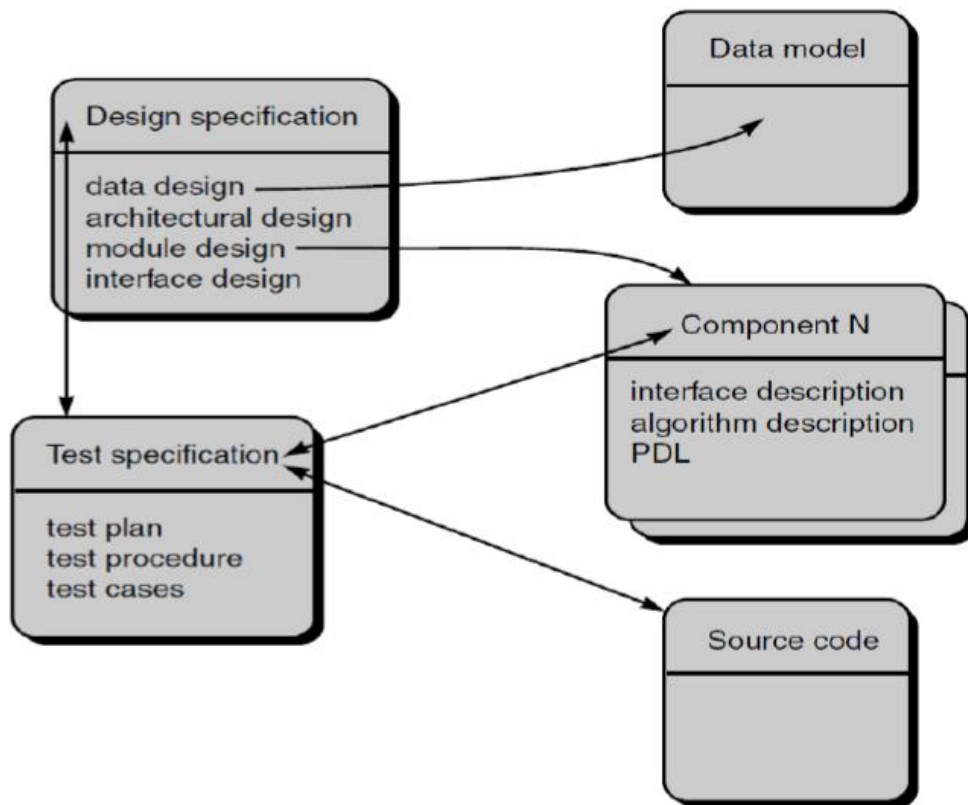 Data model
Design specification
data design
architectural design
module design
interface design
Component N
interface description
algorithm description
PDL
Test specification
test plan
test procedure
test cases
Source code